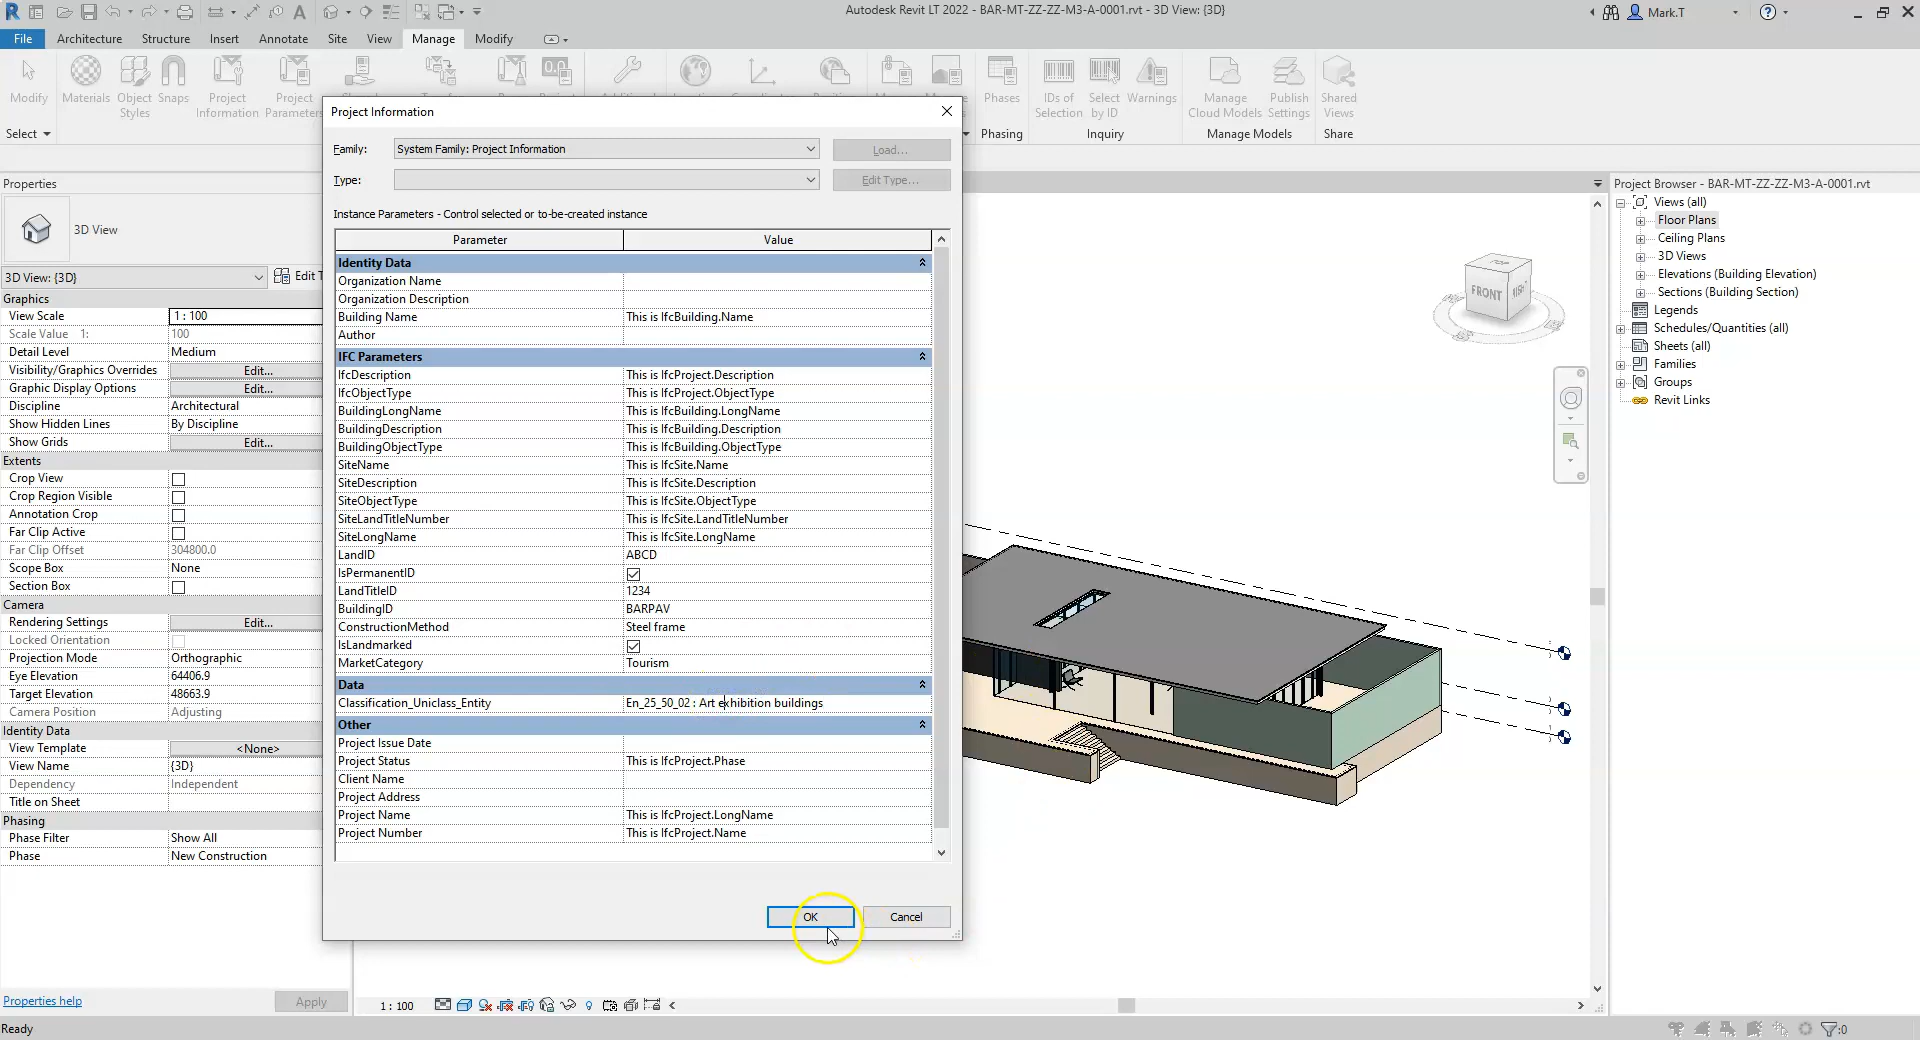 Autodesk Revit LT 2022 - BAR-MT-ZZ-ZZ-M3-A-0001.rvt - 3D View: {3D}
Mark.T
File Architecture Structure Insert Annotate Site View Manage Modify
Modify
Materials
Object Styles
Snaps
Project Information
Project Parameters
Phases
IDs of Selection
Select by ID
Warnings
Manage Cloud Models
Publish Settings
Shared Views
Select
Phasing
Inquiry
Manage Models
Share
Properties
3D View
3D View: {3D}
Edit T
Graphics
View Scale 1 : 100
Scale Value 1: 100
Detail Level Medium
Visibility/Graphics Overrides Edit...
Graphic Display Options Edit...
Discipline Architectural
Show Hidden Lines By Discipline
Show Grids Edit...
Extents
Crop View
Crop Region Visible
Annotation Crop
Far Clip Active
Far Clip Offset 304800.0
Scope Box None
Section Box
Camera
Rendering Settings Edit...
Locked Orientation
Projection Mode Orthographic
Eye Elevation 64406.9
Target Elevation 48663.9
Camera Position Adjusting
Identity Data
View Template <None>
View Name {3D}
Dependency Independent
Title on Sheet
Phasing
Phase Filter Show All
Phase New Construction
Properties help
Apply
Ready
Project Information
Family: System Family: Project Information Load...
Type: Edit Type...
Instance Parameters - Control selected or to-be-created instance
Parameter Value
Identity Data
Organization Name
Organization Description
Building Name This is IfcBuilding.Name
Author
IFC Parameters
IfcDescription This is IfcProject.Description
IfcObjectType This is IfcProject.ObjectType
BuildingLongName This is IfcBuilding.LongName
BuildingDescription This is IfcBuilding.Description
BuildingObjectType This is IfcBuilding.ObjectType
SiteName This is IfcSite.Name
SiteDescription This is IfcSite.Description
SiteObjectType This is IfcSite.ObjectType
SiteLandTitleNumber This is IfcSite.LandTitleNumber
SiteLongName This is IfcSite.LongName
LandID ABCD
IsPermanentID
LandTitleID 1234
BuildingID BARPAV
ConstructionMethod Steel frame
IsLandmarked
MarketCategory Tourism
Data
Classification_Uniclass_Entity En_25_50_02 : Art exhibition buildings
Other
Project Issue Date
Project Status This is IfcProject.Phase
Client Name
Project Address
Project Name This is IfcProject.LongName
Project Number This is IfcProject.Name
OK Cancel
TOP
FRONT
1 : 100
Project Browser - BAR-MT-ZZ-ZZ-M3-A-0001.rvt
Views (all)
Floor Plans
Ceiling Plans
3D Views
Elevations (Building Elevation)
Sections (Building Section)
Legends
Schedules/Quantities (all)
Sheets (all)
Families
Groups
Revit Links
:0